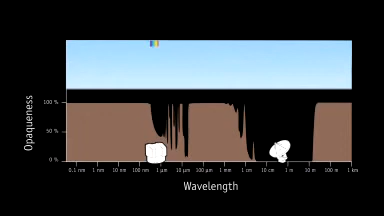 Opaqueness
100 %
50 %
0 %
0.1 nm 1 nm 10 nm 100 nm 1 µm 10 µm 100 µm 1 mm 1 cm 10 cm 1 m 10 m 100 m 1 km
Wavelength